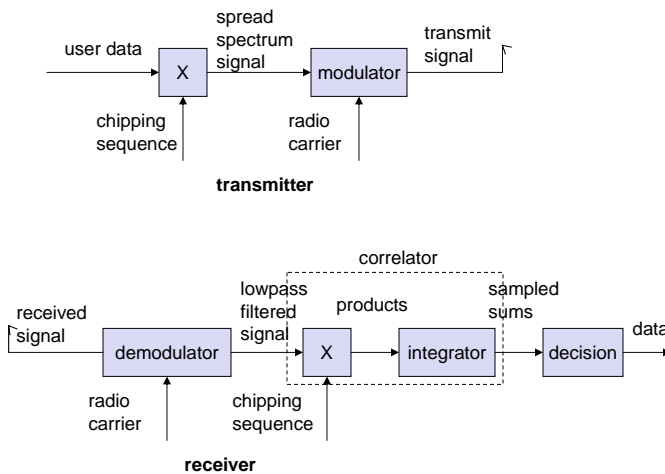 user data
X
spread
spectrum
signal
modulator
transmit
signal
chipping
sequence
radio
carrier
transmitter
correlator
received
signal
demodulator
lowpass
filtered
signal
products
X
integrator
sampled
sums
decision
data
radio
carrier
chipping
sequence
receiver